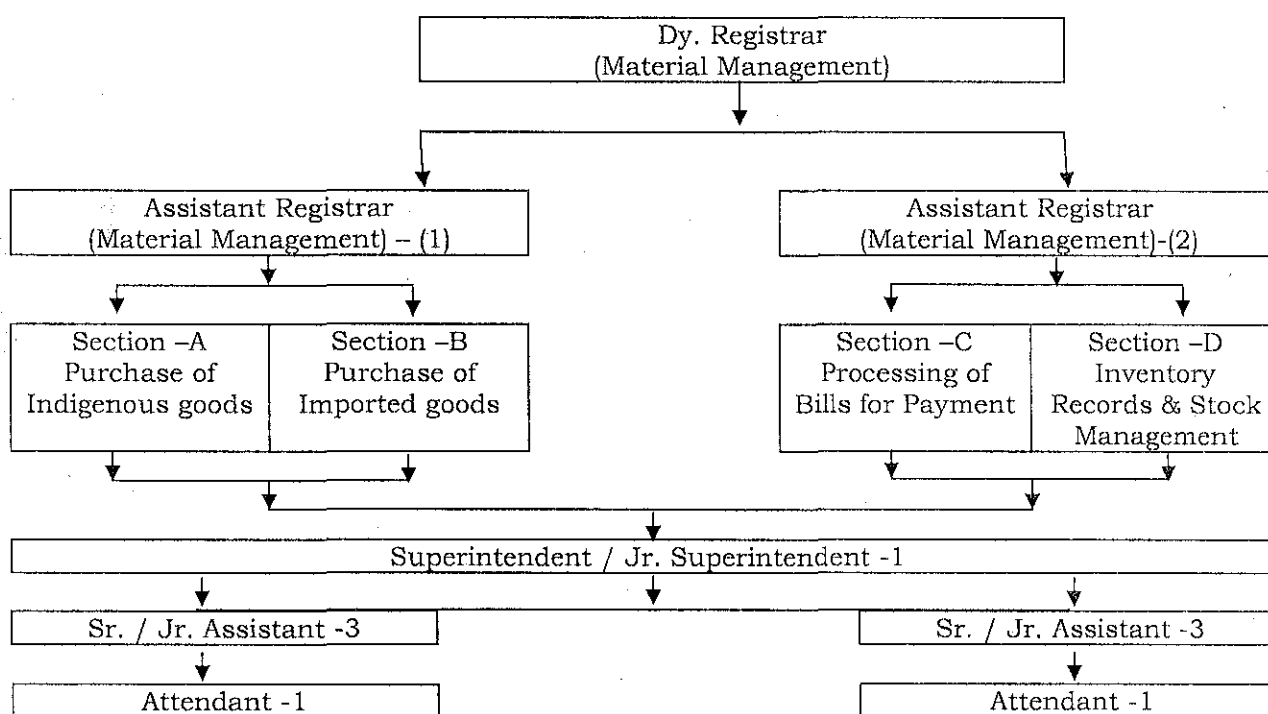 Dy. Registrar
(Material Management)
Assistant Registrar
(Material Management) – (1)
Assistant Registrar
(Material Management)-(2)
Section –A
Purchase of
Indigenous goods
Section –B
Purchase of
Imported goods
Section –C
Processing of
Bills for Payment
Section –D
Inventory
Records & Stock
Management
Superintendent / Jr. Superintendent -1
Sr. / Jr. Assistant -3
Sr. / Jr. Assistant -3
Attendant -1
Attendant -1